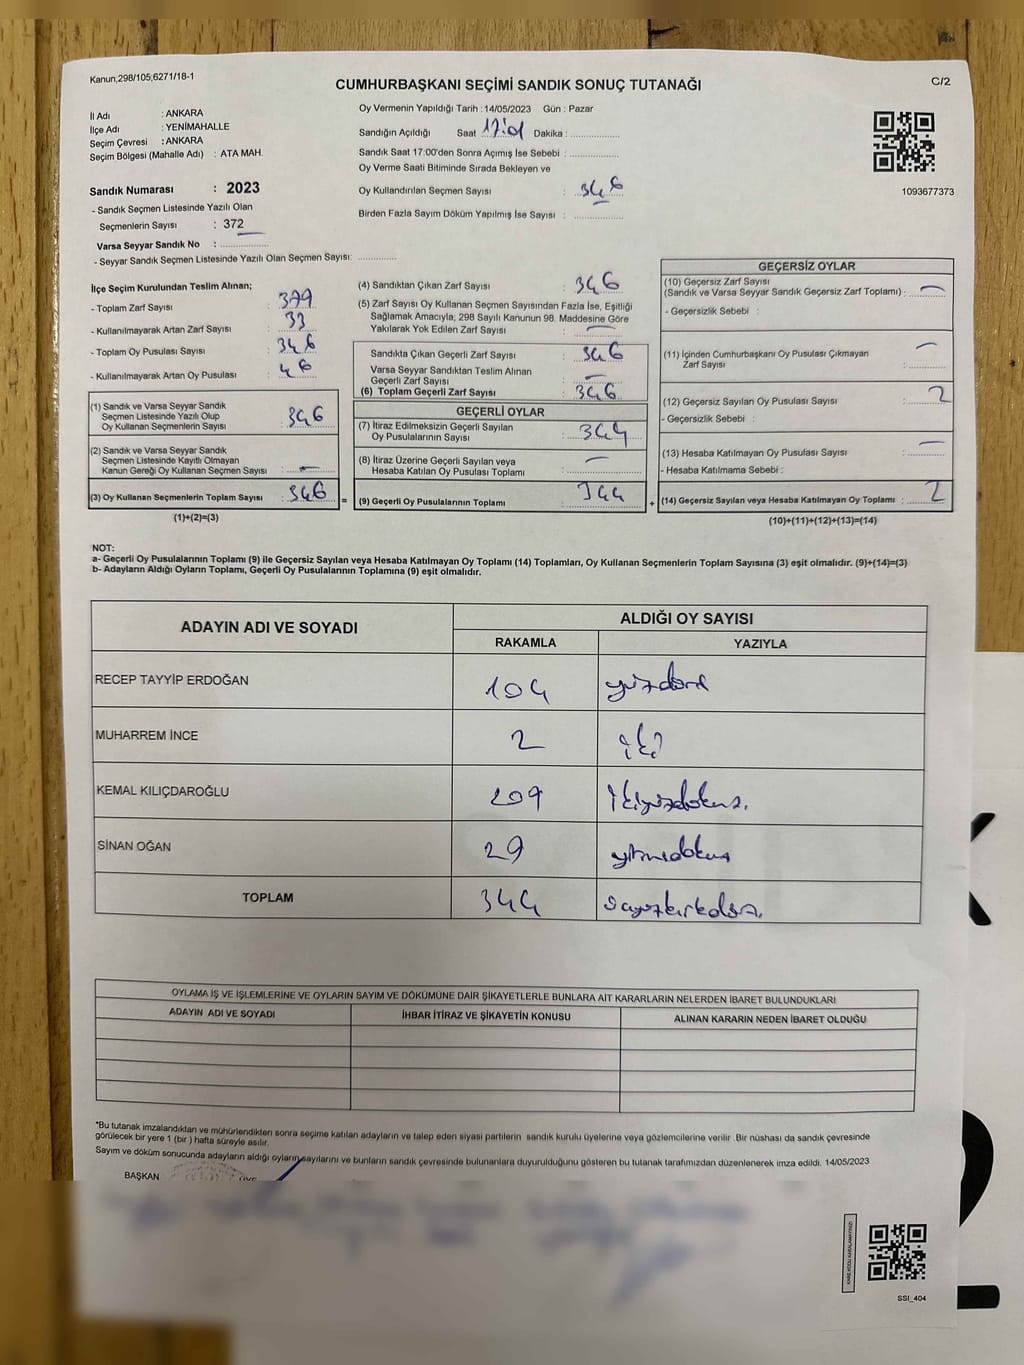 Kanun;298/105;6271/18-1
CUMHURBAŞKANI SEÇİMİ SANDIK SONUÇ TUTANAĞI
C/2
İl Adı : ANKARA
İlçe Adı : YENİMAHALLE
Seçim Çevresi : ANKARA
Seçim Bölgesi (Mahalle Adı) : ATA MAH.
Sandık Numarası : 2023
- Sandık Seçmen Listesinde Yazılı Olan
Seçmenlerin Sayısı : 372
Varsa Seyyar Sandık No :
- Seyyar Sandık Seçmen Listesinde Yazılı Olan Seçmen Sayısı:
Oy Vermenin Yapıldığı Tarih : 14/05/2023 Gün : Pazar
Sandığın Açıldığı Saat 17:01 Dakika :
Sandık Saat 17:00'den Sonra Açımış İse Sebebi :
Oy Verme Saati Bitiminde Sırada Bekleyen ve
Oy Kullandırılan Seçmen Sayısı : 346
Birden Fazla Sayım Döküm Yapılmış İse Sayısı :
1093677373
İlçe Seçim Kurulundan Teslim Alınan;
- Toplam Zarf Sayısı : 379
- Kullanılmayarak Artan Zarf Sayısı : 33
- Toplam Oy Pusulası Sayısı : 346
- Kullanılmayarak Artan Oy Pusulası : 46
(1) Sandık ve Varsa Seyyar Sandık
Seçmen Listesinde Yazılı Olup
Oy Kullanan Seçmenlerin Sayısı : 346
(2) Sandık ve Varsa Seyyar Sandık
Seçmen Listesinde Kayıtlı Olmayan
Kanun Gereği Oy Kullanan Seçmen Sayısı : –
(3) Oy Kullanan Seçmenlerin Toplam Sayısı : 346 =
(1)+(2)=(3)
(4) Sandıktan Çıkan Zarf Sayısı : 346
(5) Zarf Sayısı Oy Kullanan Seçmen Sayısından Fazla İse, Eşitliği
Sağlamak Amacıyla; 298 Sayılı Kanunun 98. Maddesine Göre
Yakılarak Yok Edilen Zarf Sayısı : –
Sandıkta Çıkan Geçerli Zarf Sayısı : 346
Varsa Seyyar Sandıktan Teslim Alınan
Geçerli Zarf Sayısı : –
(6) Toplam Geçerli Zarf Sayısı : 346
GEÇERLİ OYLAR
(7) İtiraz Edilmeksizin Geçerli Sayılan
Oy Pusulalarının Sayısı : 344
(8) İtiraz Üzerine Geçerli Sayılan veya
Hesaba Katılan Oy Pusulası Toplamı : –
(9) Geçerli Oy Pusulalarının Toplamı : 344 +
GEÇERSİZ OYLAR
(10) Geçersiz Zarf Sayısı
(Sandık ve Varsa Seyyar Sandık Geçersiz Zarf Toplamı) : –
- Geçersizlik Sebebi :
(11) İçinden Cumhurbaşkanı Oy Pusulası Çıkmayan
Zarf Sayısı : –
(12) Geçersiz Sayılan Oy Pusulası Sayısı : 2
- Geçersizlik Sebebi :
(13) Hesaba Katılmayan Oy Pusulası Sayısı : –
- Hesaba Katılmama Sebebi :
(14) Geçersiz Sayılan veya Hesaba Katılmayan Oy Toplamı : 2
(10)+(11)+(12)+(13)=(14)
NOT:
a- Geçerli Oy Pusulalarının Toplamı (9) ile Geçersiz Sayılan veya Hesaba Katılmayan Oy Toplamı (14) Toplamları, Oy Kullanan Seçmenlerin Toplam Sayısına (3) eşit olmalıdır. (9)+(14)=(3)
b- Adayların Aldığı Oyların Toplamı, Geçerli Oy Pusulalarının Toplamına (9) eşit olmalıdır.
ADAYIN ADI VE SOYADI
ALDIĞI OY SAYISI
RAKAMLA YAZIYLA
RECEP TAYYİP ERDOĞAN 104 yüzdört
MUHARREM İNCE 2 iki
KEMAL KILIÇDAROĞLU 209 ikiyüzdokuz.
SİNAN OĞAN 29 yirmidokuz
TOPLAM 344
OYLAMA İŞ VE İŞLEMLERİNE VE OYLARIN SAYIM VE DÖKÜMÜNE DAİR ŞİKAYETLERLE BUNLARA AİT KARARLARIN NELERDEN İBARET BULUNDUKLARI
ADAYIN ADI VE SOYADI İHBAR İTİRAZ VE ŞİKAYETİN KONUSU ALINAN KARARIN NEDEN İBARET OLDUĞU
*Bu tutanak imzalandıktan ve mühürlendikten sonra seçime katılan adayların ve talep eden siyasi partilerin sandık kurulu üyelerine veya gözlemcilerine verilir .Bir nüshası da sandık çevresinde
görülecek bir yere 1 (bir ) hafta süreyle asılır.
Sayım ve döküm sonucunda adayların aldığı oyların sayılarını ve bunların sandık çevresinde bulunanlara duyurulduğunu gösteren bu tutanak tarafımızdan düzenlenerek imza edildi. 14/05/2023
BAŞKAN ÜYE
SSI_404